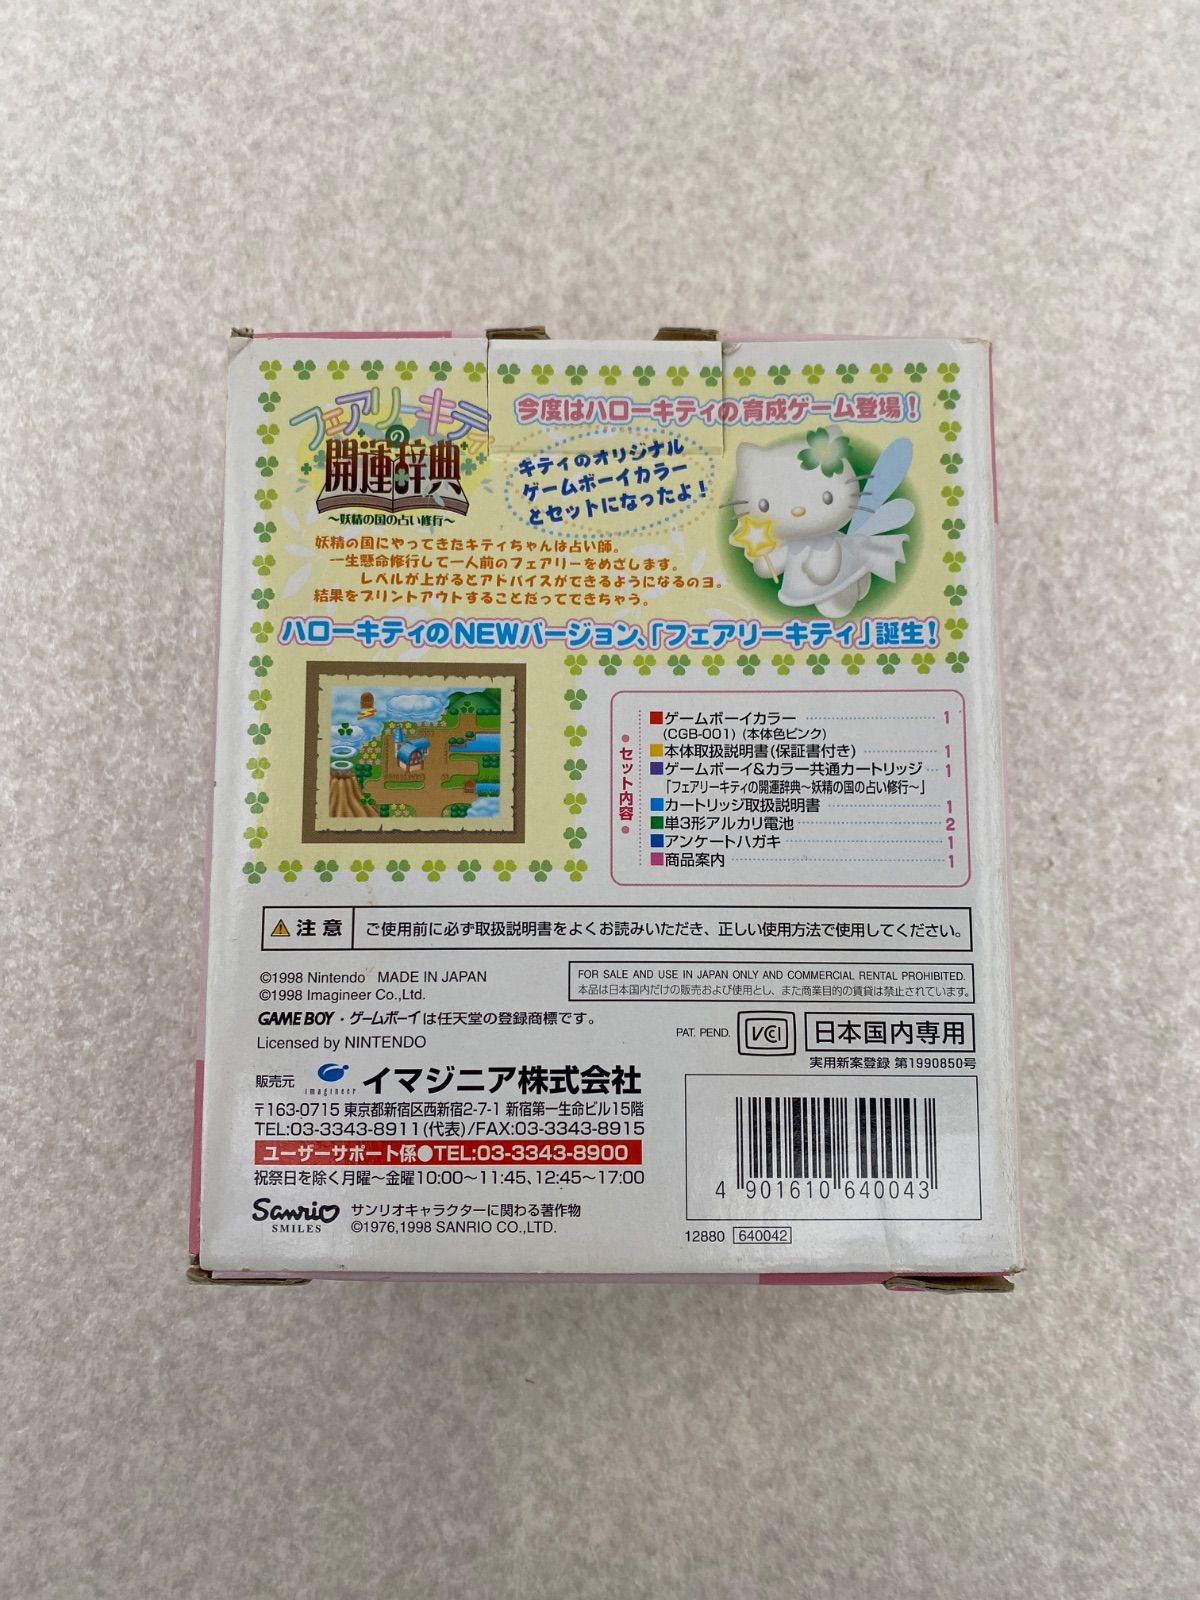 フェアリーキティの
開運辞典
〜妖精の国の占い修行〜
今度はハローキティの育成ゲーム登場！
キティのオリジナル
ゲームボーイカラー
とセットになったよ！
妖精の国にやってきたキティちゃんは占い師。
一生懸命修行して一人前のフェアリーをめざします。
レベルが上がるとアドバイスができるようになるのヨ。
結果をプリントアウトすることだってできちゃう。
ハローキティのNEWバージョン、「フェアリーキティ」誕生！
●セット内容●
■ゲームボーイカラー 1
(CGB-001) (本体色ピンク)
■本体取扱説明書(保証書付き) 1
■ゲームボーイ&カラー共通カートリッジ 1
「フェアリーキティの開運辞典〜妖精の国の占い修行〜」
■カートリッジ取扱説明書 1
■単3形アルカリ電池 2
■アンケートハガキ 1
■商品案内 1
注意 ご使用前に必ず取扱説明書をよくお読みいただき、正しい使用方法で使用してください。
©1998 Nintendo MADE IN JAPAN
©1998 Imagineer Co.,Ltd.
GAME BOY・ゲームボーイは任天堂の登録商標です。
Licensed by NINTENDO
FOR SALE AND USE IN JAPAN ONLY AND COMMERCIAL RENTAL PROHIBITED.
本品は日本国内だけの販売および使用とし、また商業目的の賃貸は禁止されています。
PAT. PEND. VCI 日本国内専用
実用新案登録 第1990850号
販売元 imagineer イマジニア株式会社
〒163-0715 東京都新宿区西新宿2-7-1 新宿第一生命ビル15階
TEL:03-3343-8911(代表)/FAX:03-3343-8915
ユーザーサポート係●TEL:03-3343-8900
祝祭日を除く月曜〜金曜10:00〜11:45、12:45〜17:00
Sanrio SMILES
サンリオキャラクターに関わる著作物
©1976,1998 SANRIO CO.,LTD.
4 901610 640043
12880 640042